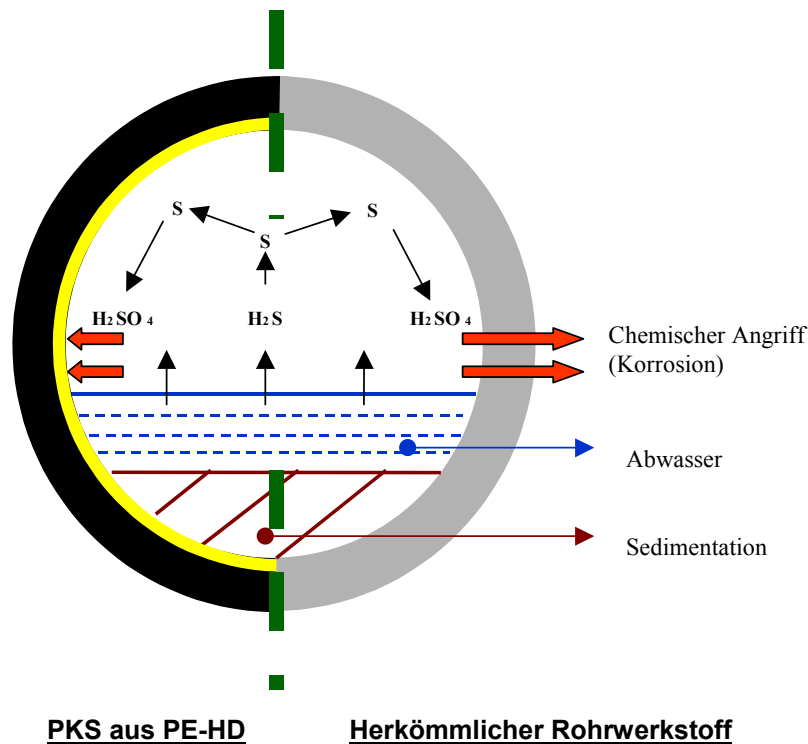 S S
S
H2SO4 H2S H2SO4
Chemischer Angriff
(Korrosion)
Abwasser
Sedimentation
PKS aus PE-HD Herkömmlicher Rohrwerkstoff